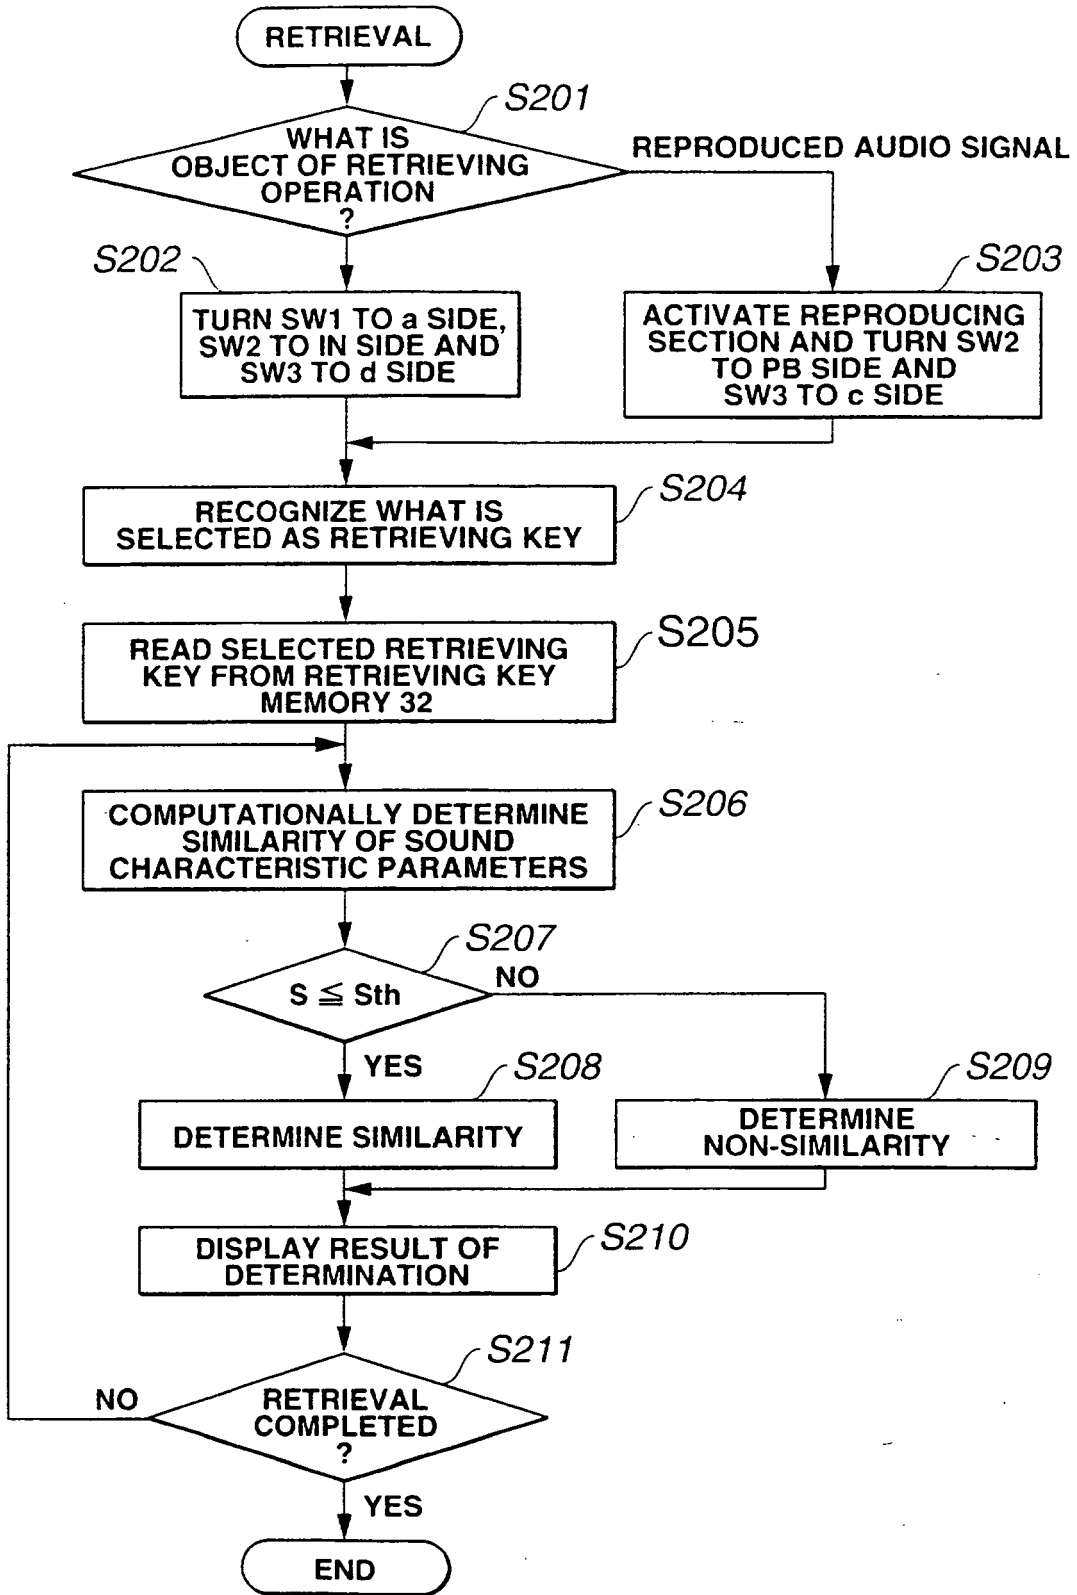 RETRIEVAL
S201
WHAT IS
OBJECT OF RETRIEVING
OPERATION
?
REPRODUCED AUDIO SIGNAL
S202
TURN SW1 TO a SIDE,
SW2 TO IN SIDE AND
SW3 TO d SIDE
S203
ACTIVATE REPRODUCING
SECTION AND TURN SW2
TO PB SIDE AND
SW3 TO c SIDE
S204
RECOGNIZE WHAT IS
SELECTED AS RETRIEVING KEY
S205
READ SELECTED RETRIEVING
KEY FROM RETRIEVING KEY
MEMORY 32
S206
COMPUTATIONALLY DETERMINE
SIMILARITY OF SOUND
CHARACTERISTIC PARAMETERS
S207
S ≦ Sth
NO
YES
S208
DETERMINE SIMILARITY
S209
DETERMINE
NON-SIMILARITY
S210
DISPLAY RESULT OF
DETERMINATION
S211
RETRIEVAL
COMPLETED
?
NO
YES
END